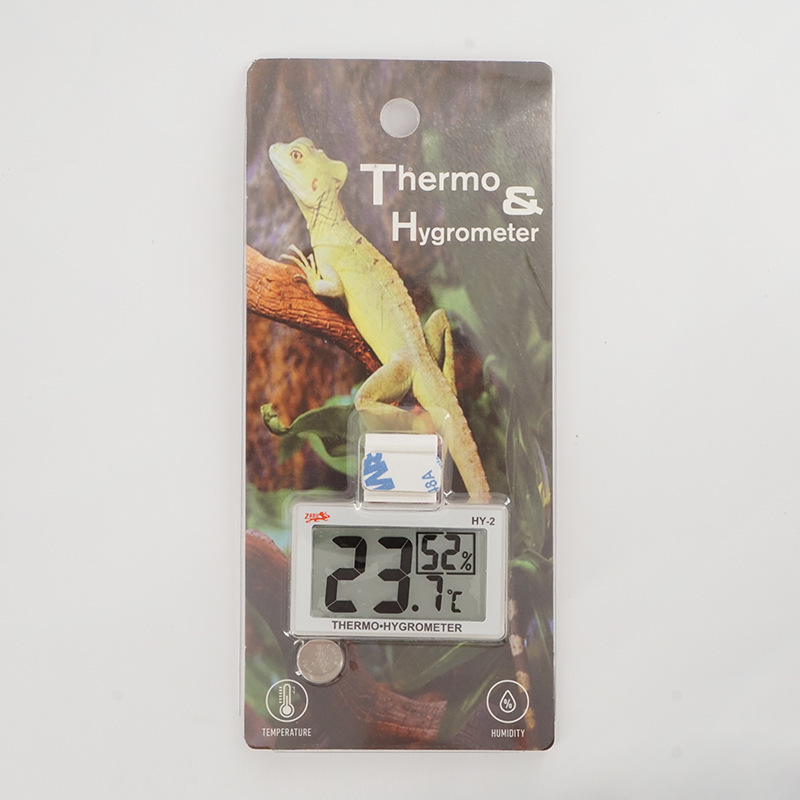 Thermo
&
Hygrometer
HY-2
52%
23.7°C
THERMO•HYGROMETER
TEMPERATURE
%
HUMIDITY